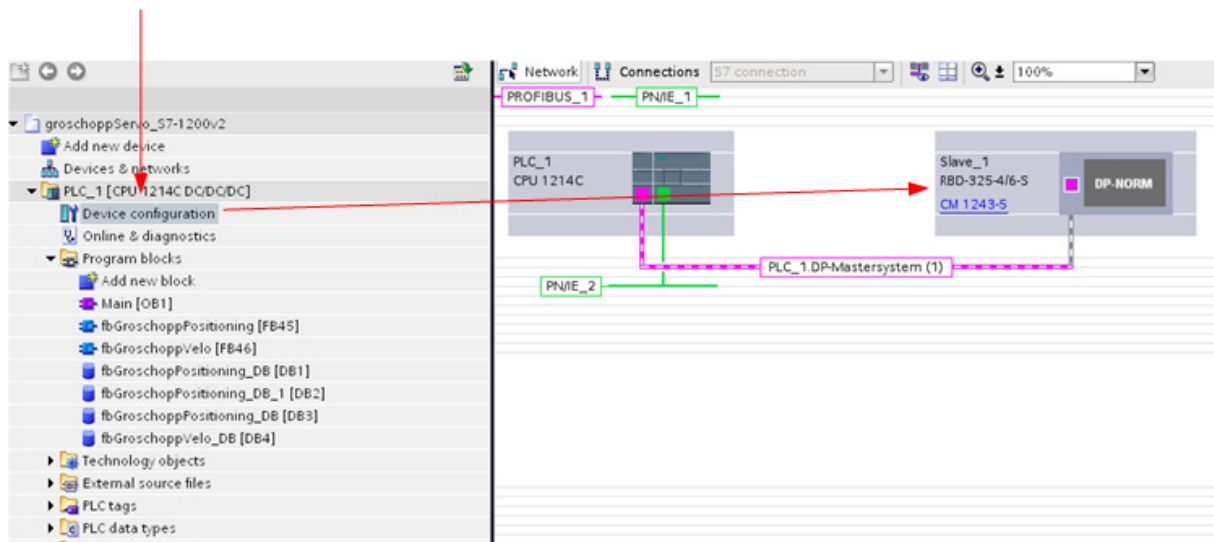 Network Connections S7 connection 100%
PROFIBUS_1 PN/IE_1
groschoppServo_S7-1200v2
Add new device
Devices & networks
PLC_1 [CPU 1214C DC/DC/DC]
Device configuration
Online & diagnostics
Program blocks
Add new block
Main [OB1]
fbGroschoppPositioning [FB45]
fbGroschoppVelo [FB46]
fbGroschopPositioning_DB [DB1]
fbGroschoppPositioning_DB_1 [DB2]
fbGroschoppPositioning_DB [DB3]
fbGroschoppVelo_DB [DB4]
Technology objects
External source files
PLC tags
PLC data types
PLC_1
CPU 1214C
Slave_1
RBD-325-4/6-S
CM 1243-5
DP-NORM
PLC_1.DP-Mastersystem (1)
PN/IE_2